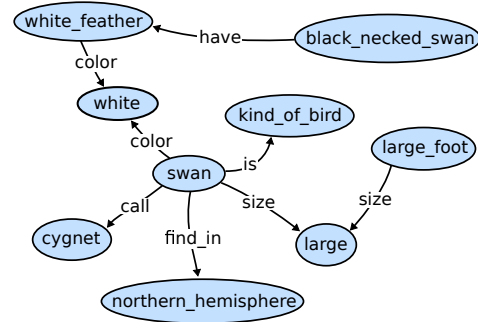 white_feather
have
black_necked_swan
color
white
kind_of_bird
color
large_foot
is
swan
call
size
size
cygnet
find_in
large
northern_hemisphere